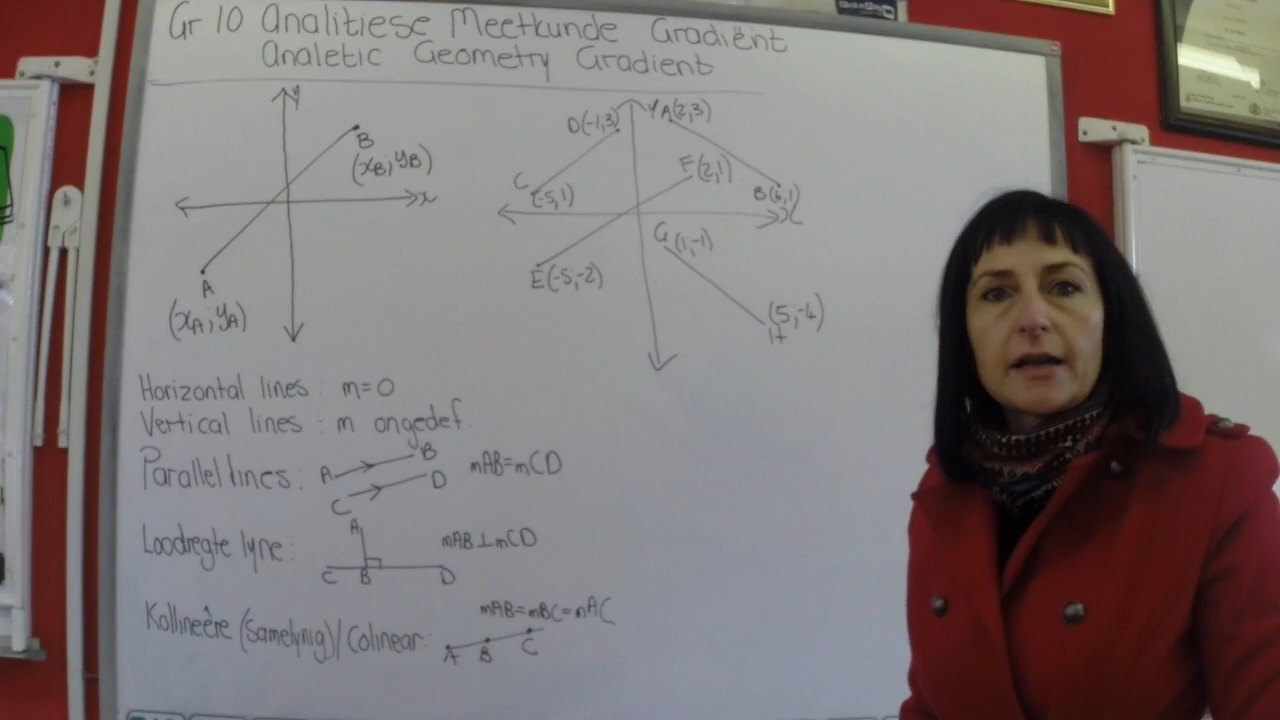 Gr 10 Analitiese Meetkunde Gradiënt
Analetic Geometry Gradient
y
B
(xB; yB)
x
A
(xA; yA)
y
D(-1,3)
A(2,3)
C
(-5,1)
F(2,1)
B(6,1)
x
G(1,-1)
E(-5,-2)
(5,-4)
H
Horizontal lines : m=0
Vertical lines : m ongedef.
Parallel lines: A B C D mAB=mCD
Loodregte lyne: A C B D mAB⊥mCD
Kollineêre (Samelynig)/Colinear: A B C mAB=mBC=mAC